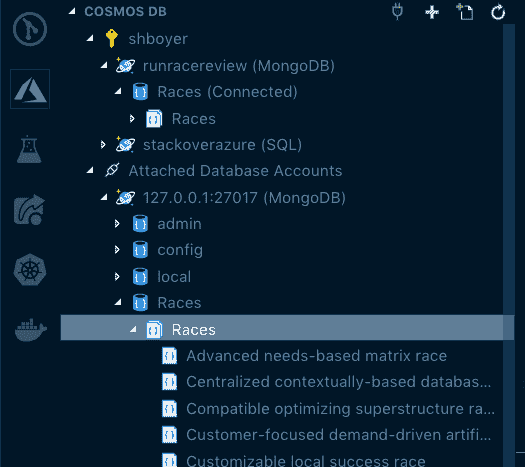 COSMOS DB
shboyer
runracereview (MongoDB)
Races (Connected)
Races
stackoverazure (SQL)
Attached Database Accounts
127.0.0.1:27017 (MongoDB)
admin
config
local
Races
Races
Advanced needs-based matrix race
Centralized contextually-based databas...
Compatible optimizing superstructure ra...
Customer-focused demand-driven artifi...
Customizable local success race